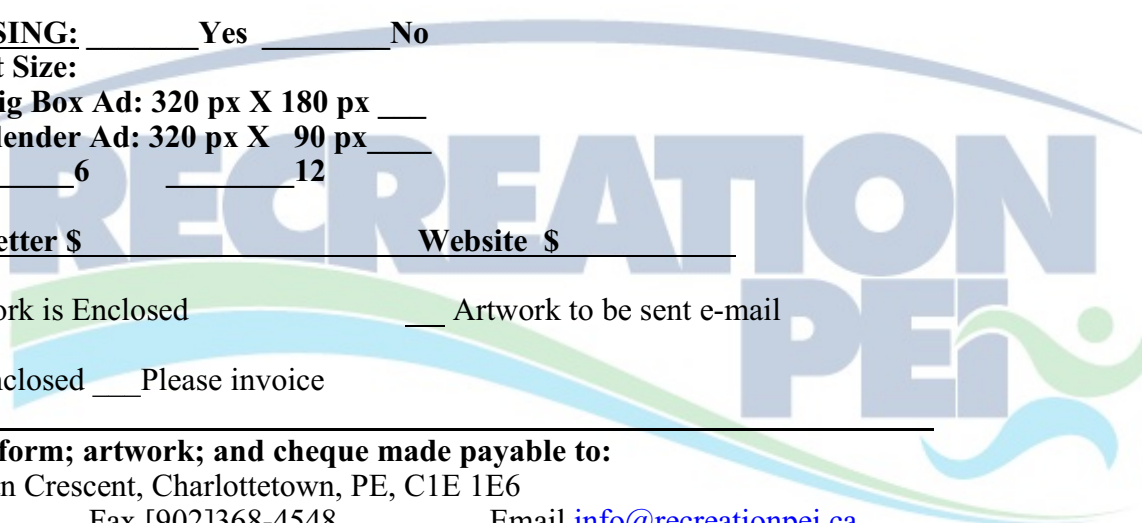 SING: ________Yes _________No
t Size:
ig Box Ad: 320 px X 180 px ___
lender Ad: 320 px X 90 px____
_____6 ________12
etter $ Website $
ork is Enclosed ___ Artwork to be sent e-mail
nclosed ___Please invoice
form; artwork; and cheque made payable to:
n Crescent, Charlottetown, PE, C1E 1E6
Fax [902]368-4548 Email info@recreationpei.ca
RECREATION
PEI